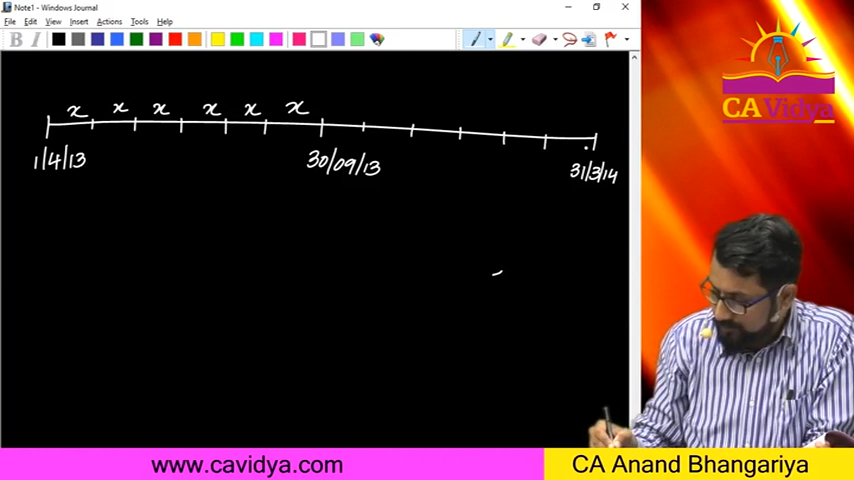 Note1 - Windows Journal
File Edit View Insert Actions Tools Help
B I
x x x x x x
1/4/13 30/09/13 31/3/14
CA Vidya
www.cavidya.com CA Anand Bhangariya